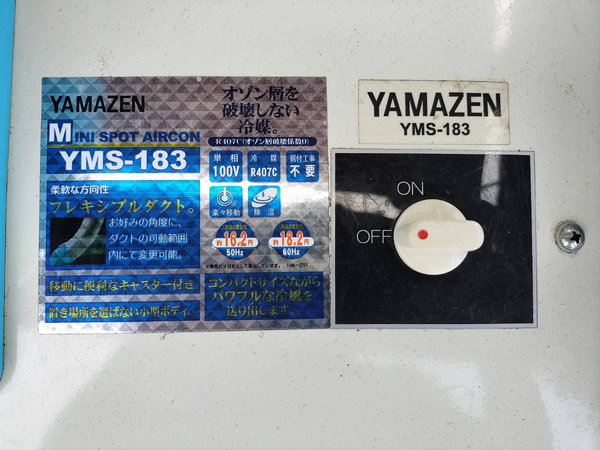 YAMAZEN
MINI SPOT AIRCON
YMS-183
柔軟な方向性
フレキシブルダクト。
お好みの角度に、
ダクトの可動範囲
内にて変更可能。
移動に便利なキャスター付き
置き場所を選ばない小型ボディ
オゾン層を
破壊しない
冷媒。
R407C(オゾン層破壊係数0)
単相
100V
冷媒
R407C
据付工事
不要
楽々移動
除湿
約16.2円
50Hz
約18.2円
60Hz
コンパクトサイズながら
パワフルな冷風を
送り出します。
YAMAZEN
YMS-183
ON
OFF